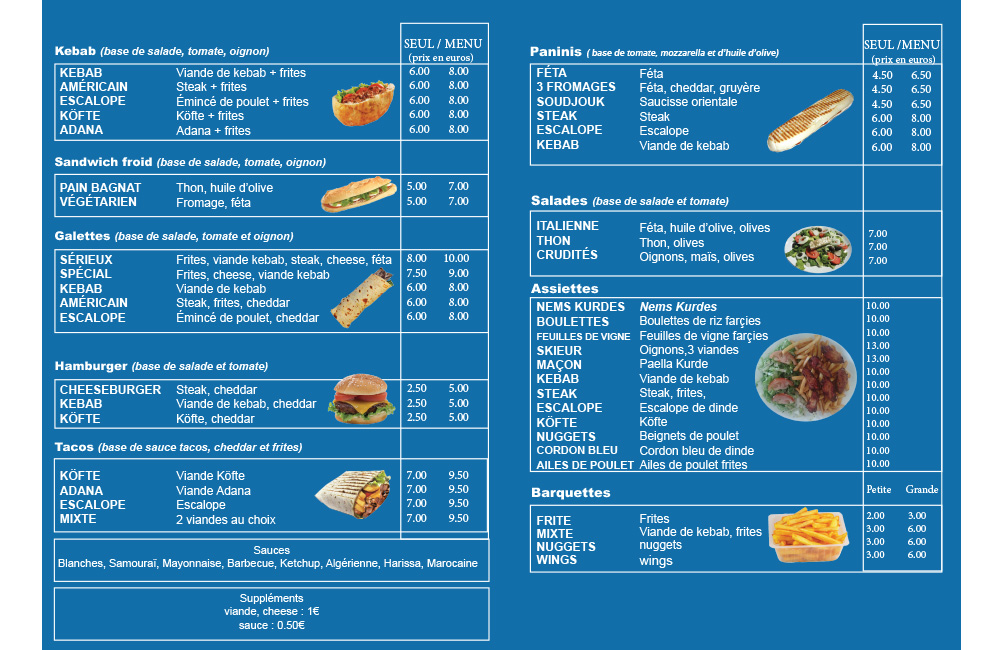 SEUL / MENU
Kebab (base de salade, tomate, oignon)
(prix en euros)
KEBAB Viande de kebab + frites 6.00 8.00
AMÉRICAIN Steak + frites 6.00 8.00
ESCALOPE Émincé de poulet + frites 6.00 8.00
KÖFTE Köfte + frites 6.00 8.00
ADANA Adana + frites 6.00 8.00
Sandwich froid (base de salade, tomate, oignon)
PAIN BAGNAT Thon, huile d'olive 5.00 7.00
VÉGÉTARIEN Fromage, féta 5.00 7.00
Galettes (base de salade, tomate et oignon)
SÉRIEUX Frites, viande kebab, steak, cheese, féta 8.00 10.00
SPÉCIAL Frites, cheese, viande kebab 7.50 9.00
KEBAB Viande de kebab 6.00 8.00
AMÉRICAIN Steak, frites, cheddar 6.00 8.00
ESCALOPE Émincé de poulet, cheddar 6.00 8.00
Hamburger (base de salade et tomate)
CHEESEBURGER Steak, cheddar 2.50 5.00
KEBAB Viande de kebab, cheddar 2.50 5.00
KÖFTE Köfte, cheddar 2.50 5.00
Tacos (base de sauce tacos, cheddar et frites)
KÖFTE Viande Köfte 7.00 9.50
ADANA Viande Adana 7.00 9.50
ESCALOPE Escalope 7.00 9.50
MIXTE 2 viandes au choix 7.00 9.50
Sauces
Blanches, Samouraï, Mayonnaise, Barbecue, Ketchup, Algérienne, Harissa, Marocaine
Suppléments
viande, cheese : 1€
sauce : 0.50€
SEUL /MENU
Paninis ( base de tomate, mozzarella et d'huile d'olive)
(prix en euros)
FÉTA Féta 4.50 6.50
3 FROMAGES Féta, cheddar, gruyère 4.50 6.50
SOUDJOUK Saucisse orientale 4.50 6.50
STEAK Steak 6.00 8.00
ESCALOPE Escalope 6.00 8.00
KEBAB Viande de kebab 6.00 8.00
Salades (base de salade et tomate)
ITALIENNE Féta, huile d'olive, olives 7.00
THON Thon, olives 7.00
CRUDITÉS Oignons, maïs, olives 7.00
Assiettes
NEMS KURDES Nems Kurdes 10.00
BOULETTES Boulettes de riz farçies 10.00
FEUILLES DE VIGNE Feuilles de vigne farçies 10.00
SKIEUR Oignons,3 viandes 13.00
MAÇON Paella Kurde 13.00
KEBAB Viande de kebab 10.00
STEAK Steak, frites, 10.00
ESCALOPE Escalope de dinde 10.00
KÖFTE Köfte 10.00
NUGGETS Beignets de poulet 10.00
CORDON BLEU Cordon bleu de dinde 10.00
AILES DE POULET Ailes de poulet frites 10.00
10.00
Barquettes Petite Grande
FRITE Frites 2.00 3.00
MIXTE Viande de kebab, frites 3.00 6.00
NUGGETS nuggets 3.00 6.00
WINGS wings 3.00 6.00